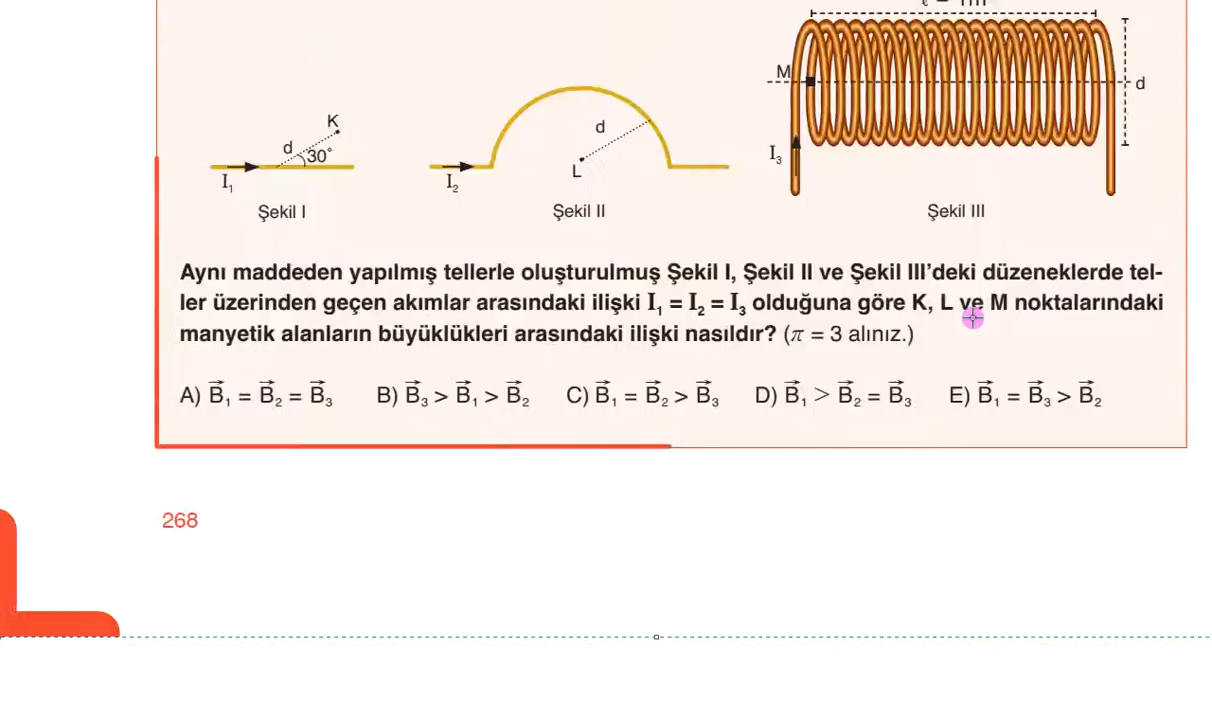 M
d
K
d
30°
d
L
I₁
I₂
I₃
Şekil I
Şekil II
Şekil III
Aynı maddeden yapılmış tellerle oluşturulmuş Şekil I, Şekil II ve Şekil III'deki düzeneklerde tel-
ler üzerinden geçen akımlar arasındaki ilişki I₁ = I₂ = I₃ olduğuna göre K, L ve M noktalarındaki
manyetik alanların büyüklükleri arasındaki ilişki nasıldır? (π = 3 alınız.)
A) B⃗₁ = B⃗₂ = B⃗₃ B) B⃗₃ > B⃗₁ > B⃗₂ C) B⃗₁ = B⃗₂ > B⃗₃ D) B⃗₁ > B⃗₂ = B⃗₃ E) B⃗₁ = B⃗₃ > B⃗₂
268